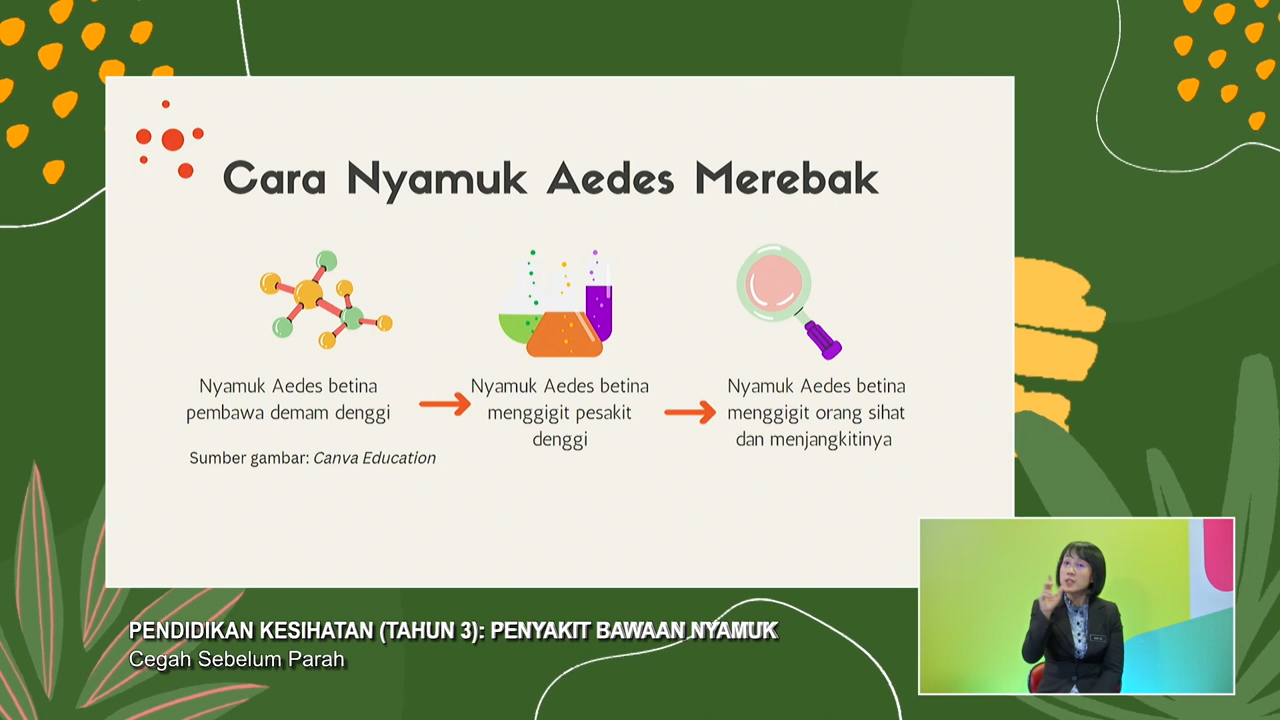 Cara Nyamuk Aedes Merebak
Nyamuk Aedes betina
pembawa demam denggi
Nyamuk Aedes betina
menggigit pesakit
denggi
Nyamuk Aedes betina
menggigit orang sihat
dan menjangkitinya
Sumber gambar: Canva Education
PENDIDIKAN KESIHATAN (TAHUN 3): PENYAKIT BAWAAN NYAMUK
Cegah Sebelum Parah